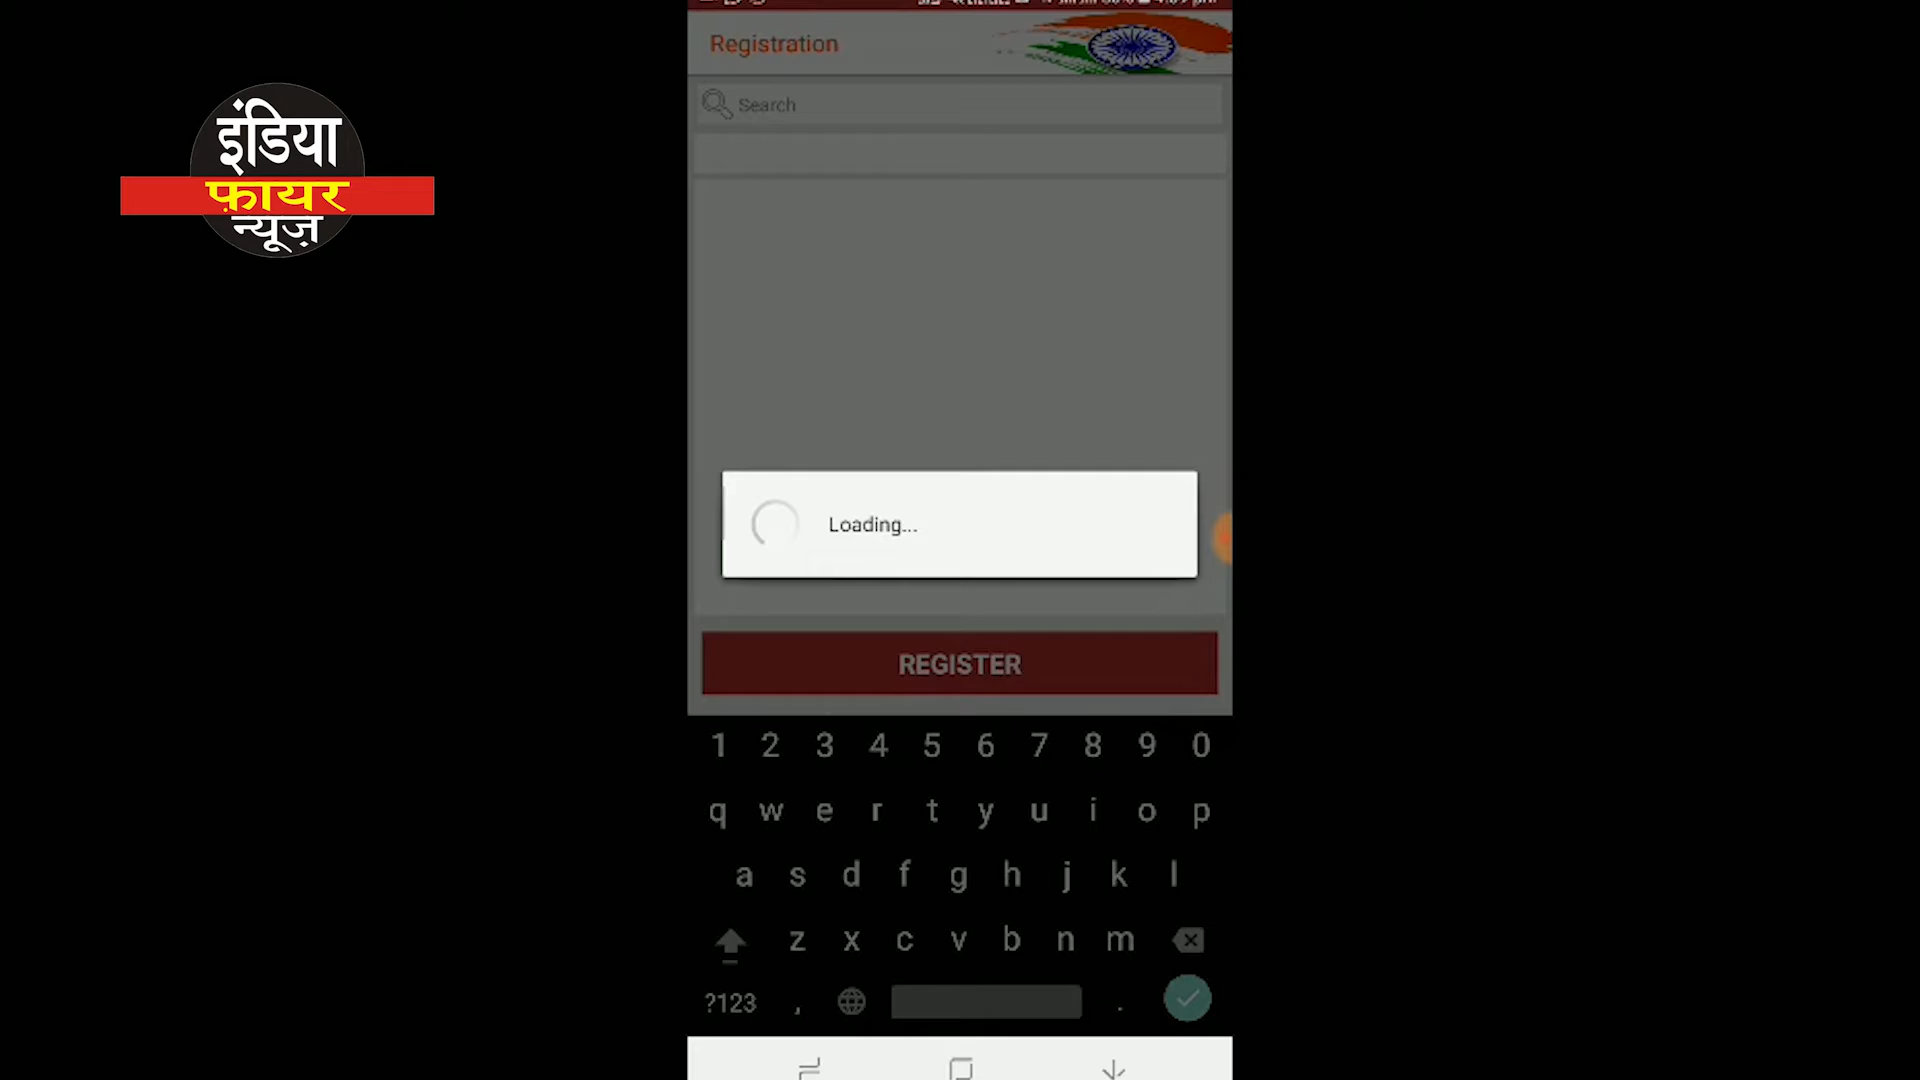 इंडिया
फ़ायर
न्यूज़
Registration
Search
Loading...
REGISTER
1 2 3 4 5 6 7 8 9 0
q w e r t y u i o p
a s d f g h j k l
z x c v b n m
?123 , .